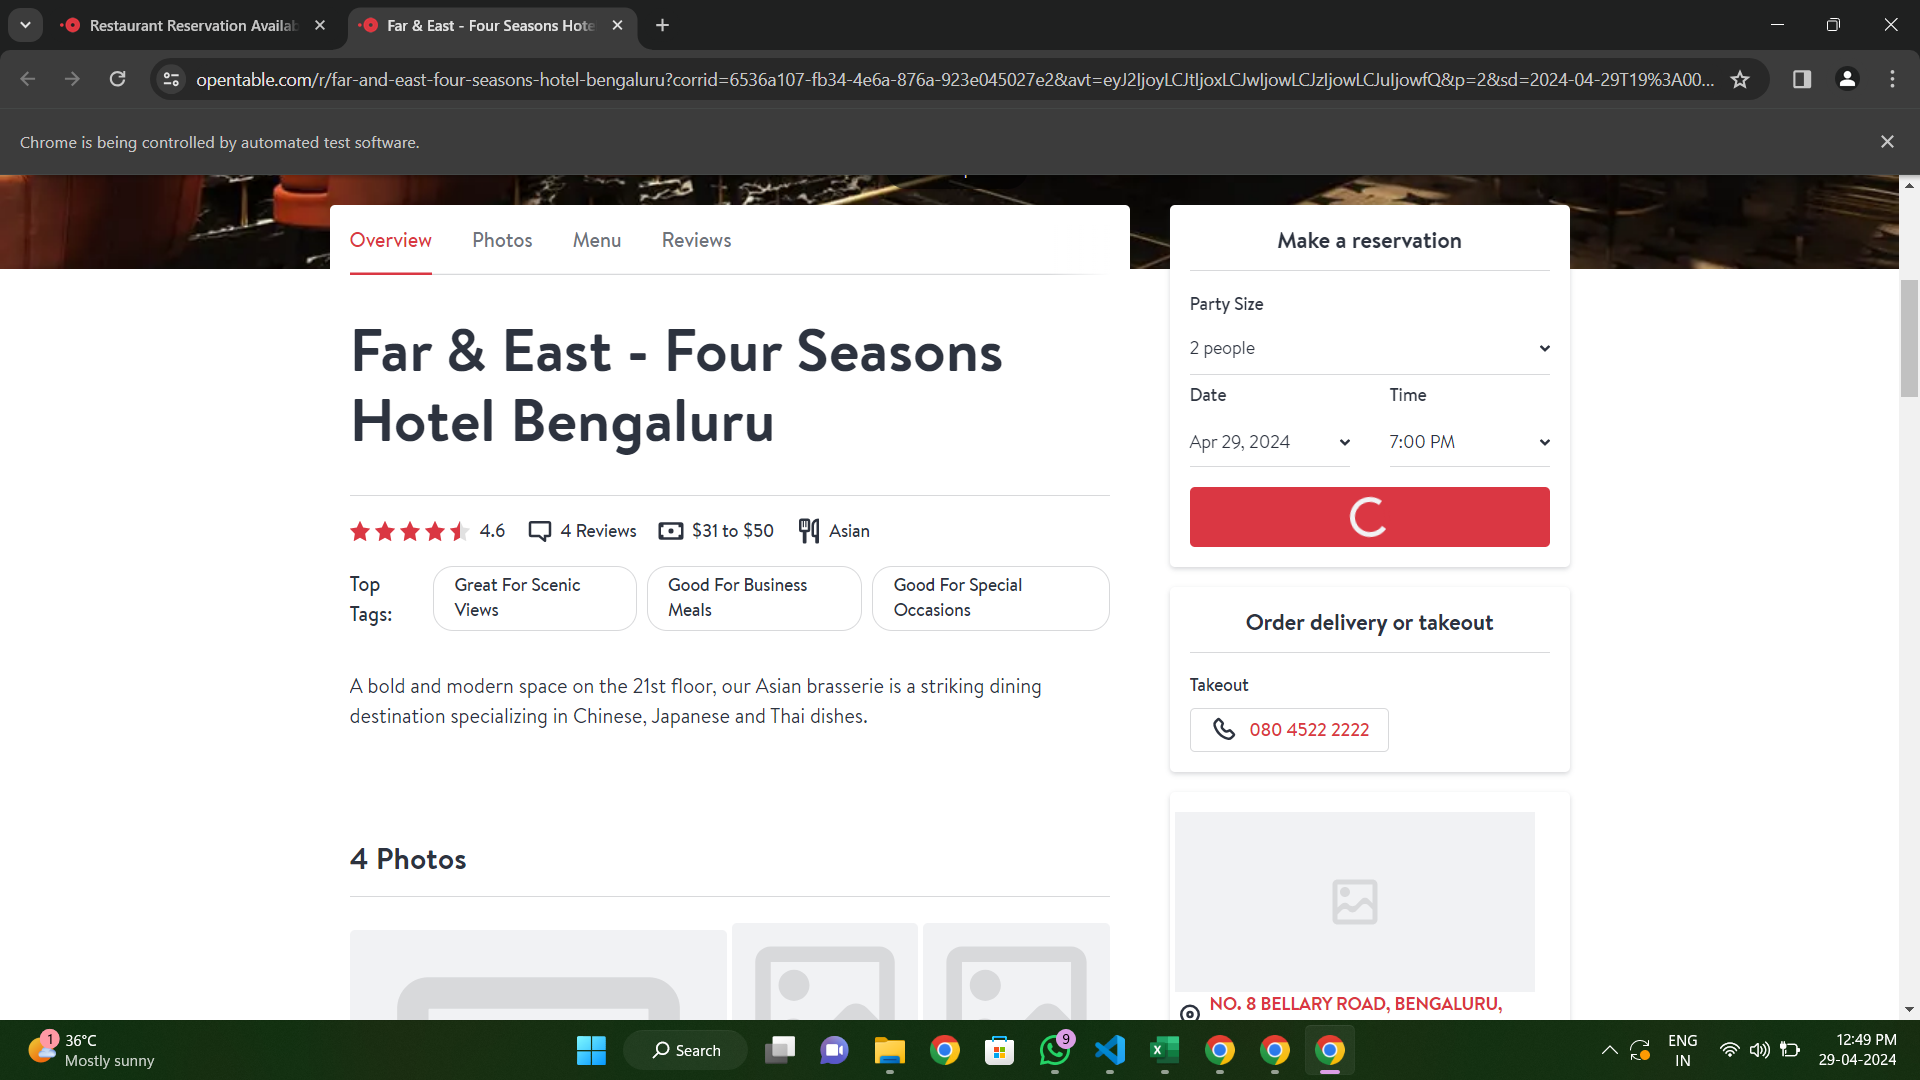 Restaurant Reservation Availab
Far & East - Four Seasons Hote
opentable.com/r/far-and-east-four-seasons-hotel-bengaluru?corrid=6536a107-fb34-4e6a-876a-923e045027e2&avt=eyJ2IjoyLCJtIjoxLCJwIjowLCJzIjowLCJuIjowfQ&p=2&sd=2024-04-29T19%3A00...
Chrome is being controlled by automated test software.
Overview
Photos
Menu
Reviews
Far & East - Four Seasons
Hotel Bengaluru
4.6
4 Reviews
$31 to $50
Asian
Top
Tags:
Great For Scenic
Views
Good For Business
Meals
Good For Special
Occasions
A bold and modern space on the 21st floor, our Asian brasserie is a striking dining
destination specializing in Chinese, Japanese and Thai dishes.
4 Photos
Make a reservation
Party Size
2 people
Date
Time
Apr 29, 2024
7:00 PM
Order delivery or takeout
Takeout
080 4522 2222
NO. 8 BELLARY ROAD, BENGALURU,
1
36°C
Mostly sunny
Search
9
ENG
IN
12:49 PM
29-04-2024